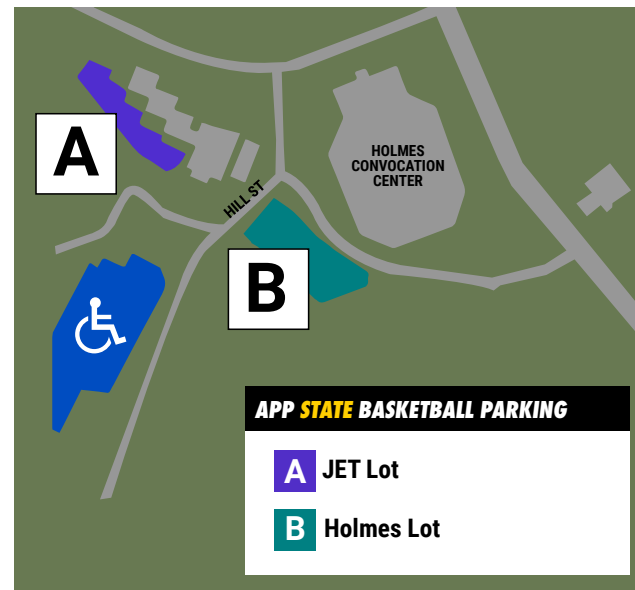 A
HOLMES
CONVOCATION
CENTER
HILL ST
B
APP STATE BASKETBALL PARKING
A JET Lot
B Holmes Lot